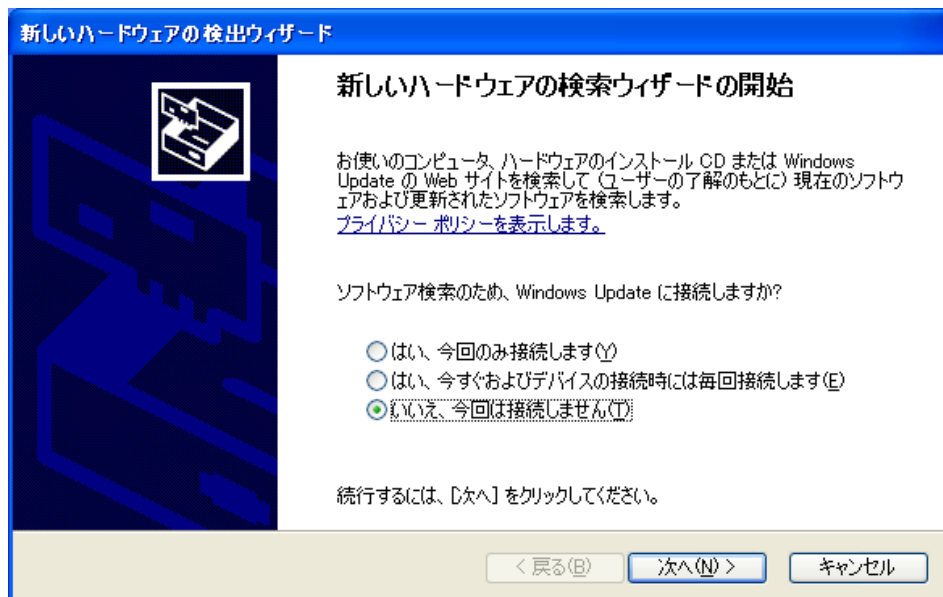 新しいハードウェアの検出ウィザード
新しいハードウェアの検索ウィザードの開始
お使いのコンピュータ、ハードウェアのインストール CD または Windows
Update の Web サイトを検索して (ユーザーの了解のもとに) 現在のソフトウ
ェアおよび更新されたソフトウェアを検索します。
プライバシー ポリシーを表示します。
ソフトウェア検索のため、Windows Update に接続しますか?
はい、今回のみ接続します(Y)
はい、今すぐおよびデバイスの接続時には毎回接続します(E)
いいえ、今回は接続しません(T)
続行するには、[次へ] をクリックしてください。
< 戻る(B)
次へ(N) >
キャンセル